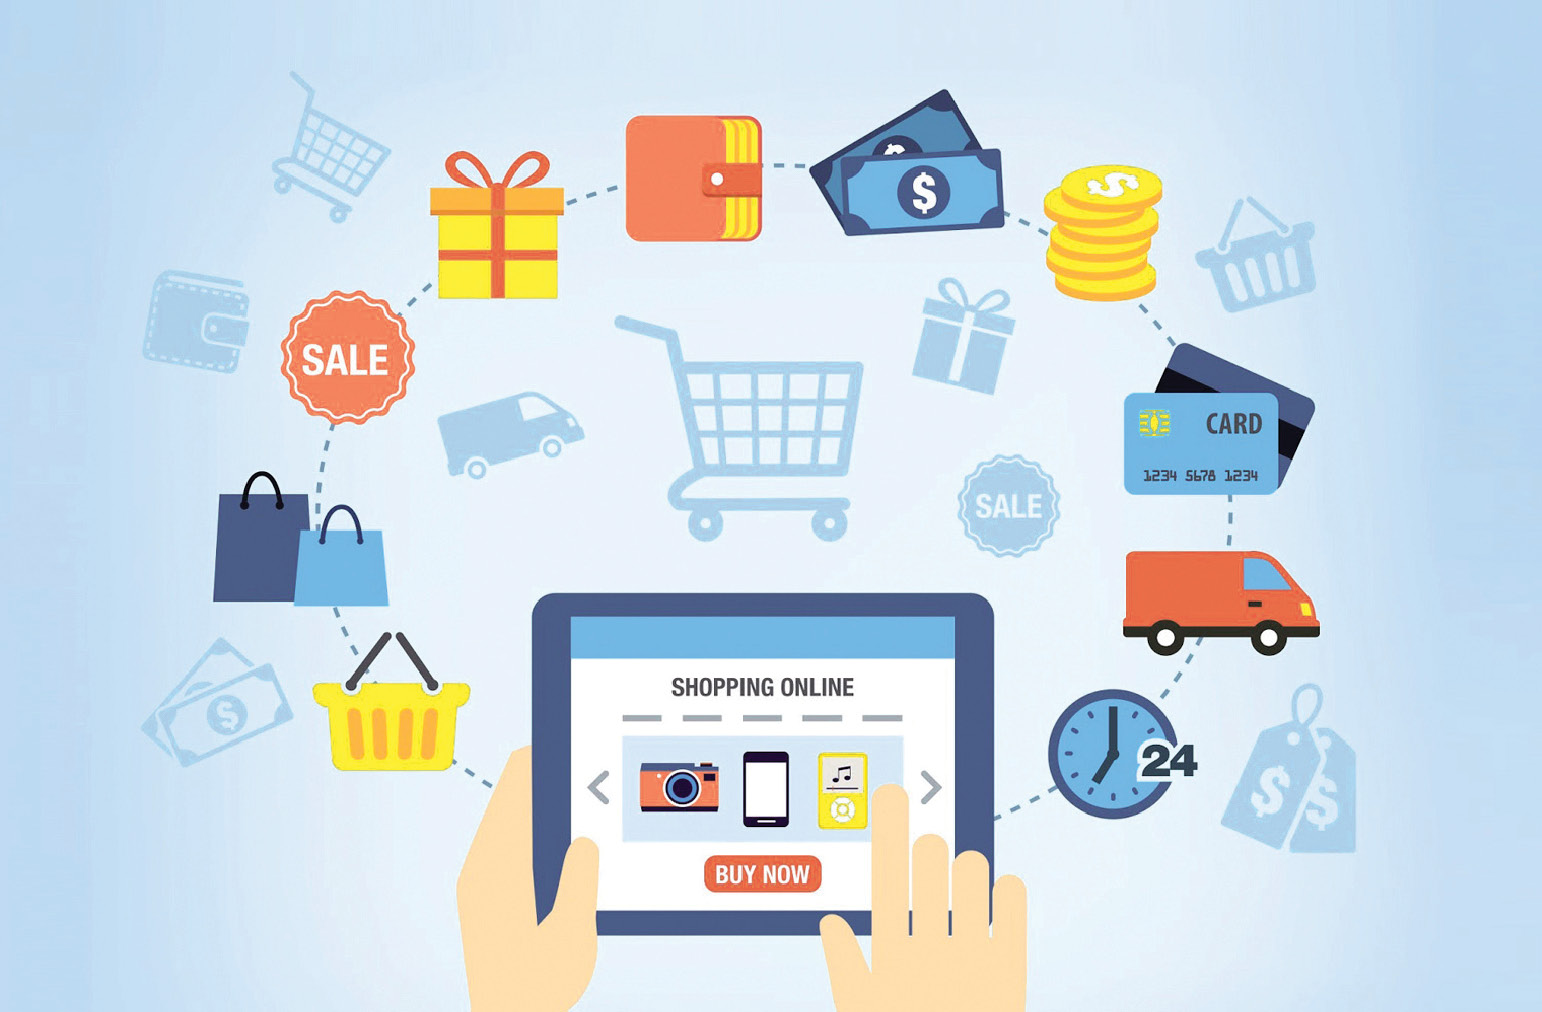 $
$
$
SALE
CARD
1234 5678 1234
SALE
SHOPPING ONLINE
$
24
$
$
BUY NOW